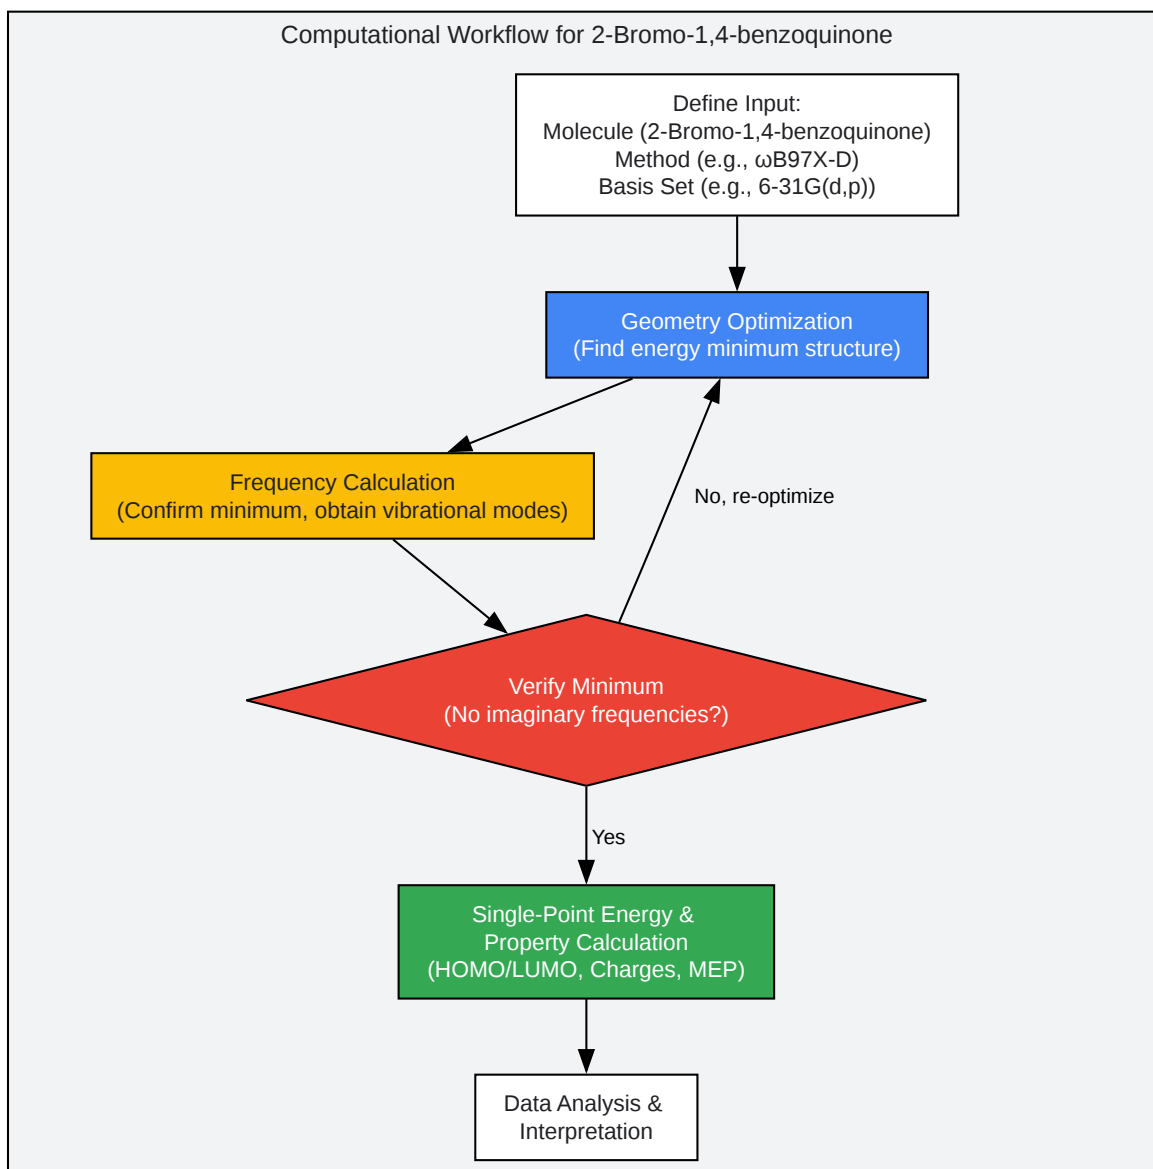 Computational Workflow for 2-Bromo-1,4-benzoquinone
Define Input:
Molecule (2-Bromo-1,4-benzoquinone)
Method (e.g., ωB97X-D)
Basis Set (e.g., 6-31G(d,p))
Geometry Optimization
(Find energy minimum structure)
Frequency Calculation
(Confirm minimum, obtain vibrational modes)
No, re-optimize
Verify Minimum
(No imaginary frequencies?)
Yes
Single-Point Energy &
Property Calculation
(HOMO/LUMO, Charges, MEP)
Data Analysis &
Interpretation